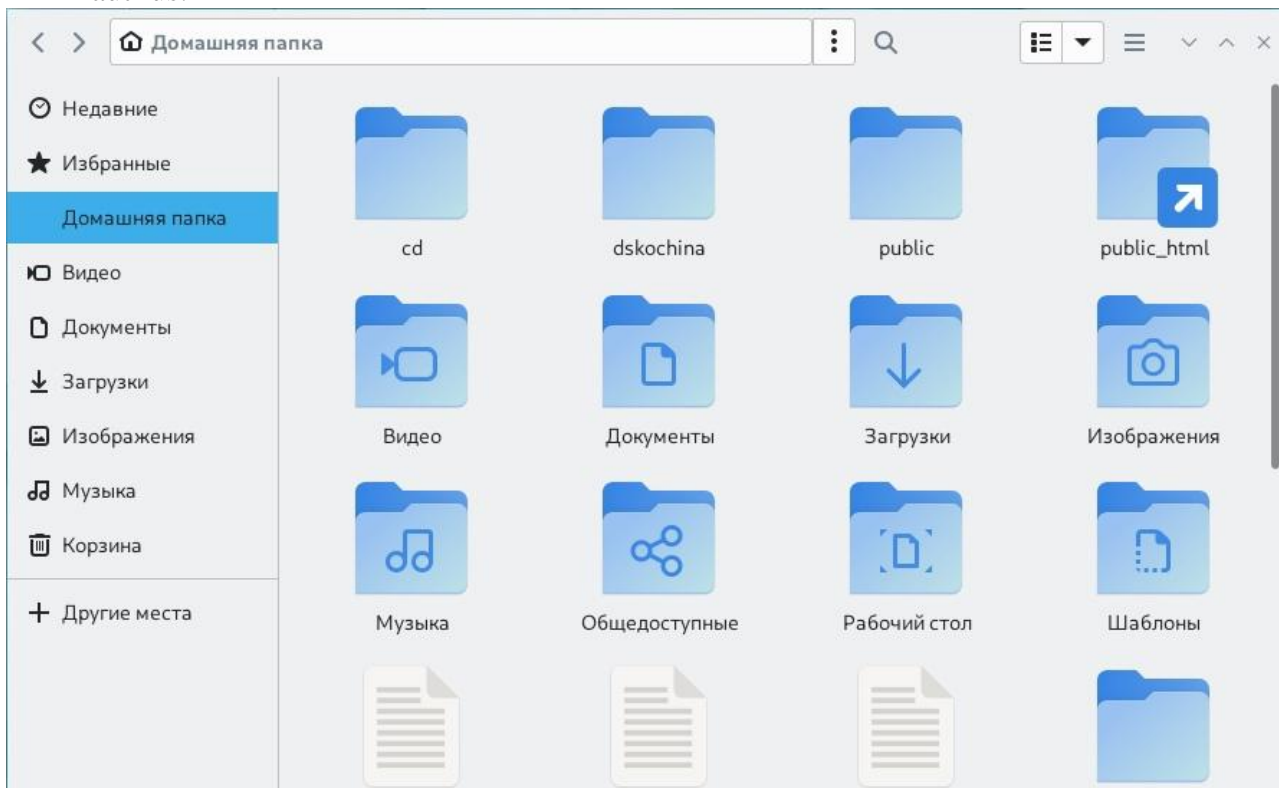 Домашняя папка
Недавние
Избранные
Домашняя папка
Видео
Документы
Загрузки
Изображения
Музыка
Корзина
Другие места
cd
dskochina
public
public_html
Видео
Документы
Загрузки
Изображения
Музыка
Общедоступные
Рабочий стол
Шаблоны